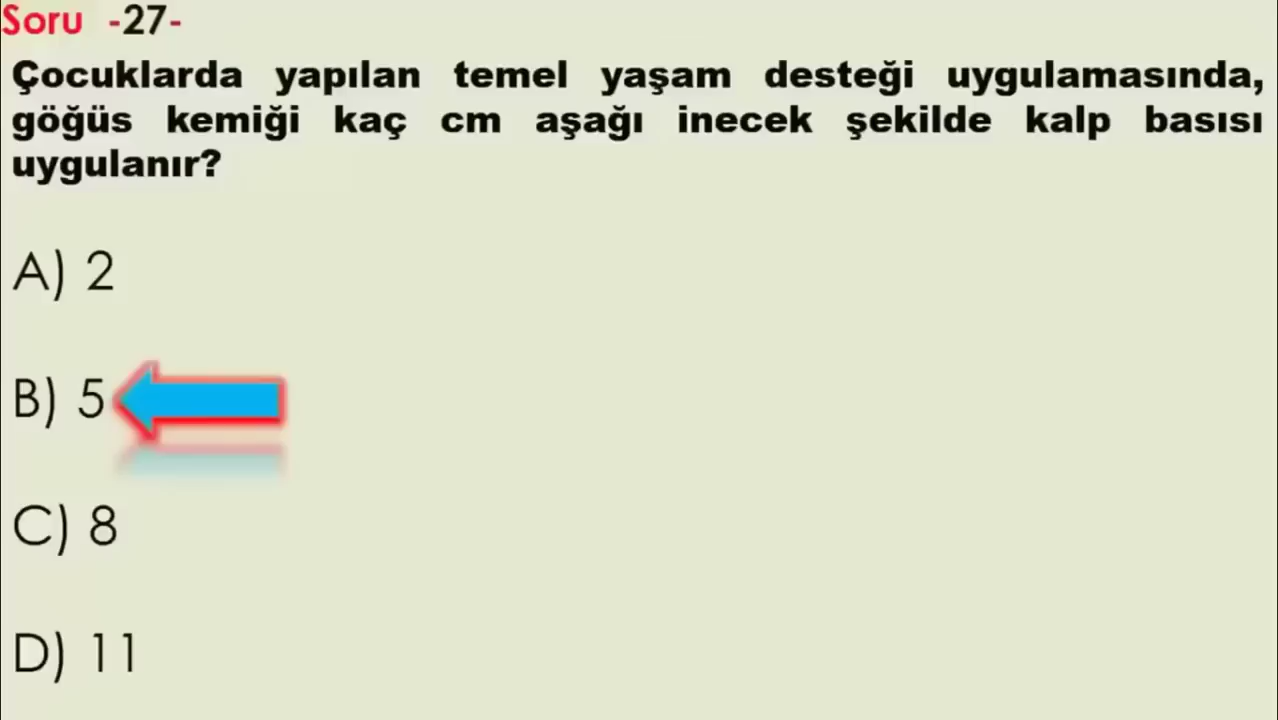 Soru -27-
Çocuklarda yapılan temel yaşam desteği uygulamasında,
göğüs kemiği kaç cm aşağı inecek şekilde kalp basısı
uygulanır?
A) 2
B) 5
C) 8
D) 11